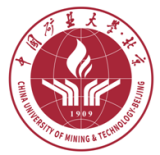 中国矿业大学·北京
1909
CHINA UNIVERSITY OF MINING & TECHNOLOGY-BEIJING